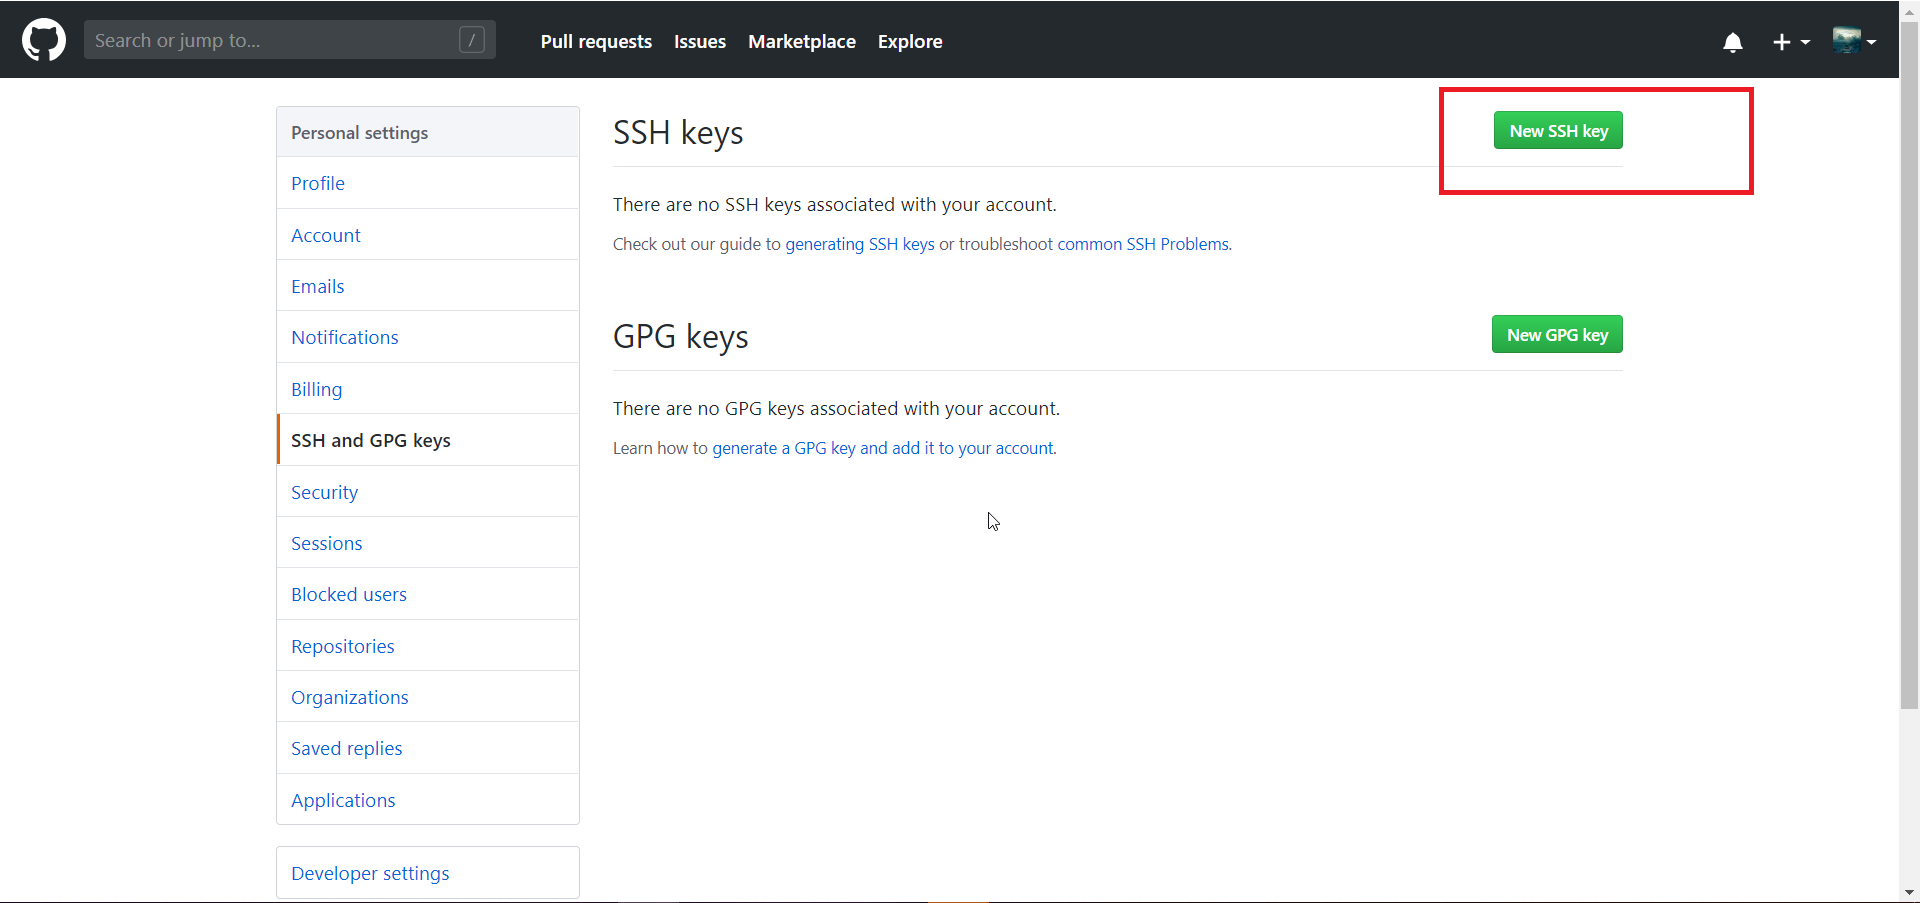 Search or jump to... /
Pull requests Issues Marketplace Explore
Personal settings
Profile
Account
Emails
Notifications
Billing
SSH and GPG keys
Security
Sessions
Blocked users
Repositories
Organizations
Saved replies
Applications
Developer settings
SSH keys
New SSH key
There are no SSH keys associated with your account.
Check out our guide to generating SSH keys or troubleshoot common SSH Problems.
GPG keys
New GPG key
There are no GPG keys associated with your account.
Learn how to generate a GPG key and add it to your account.